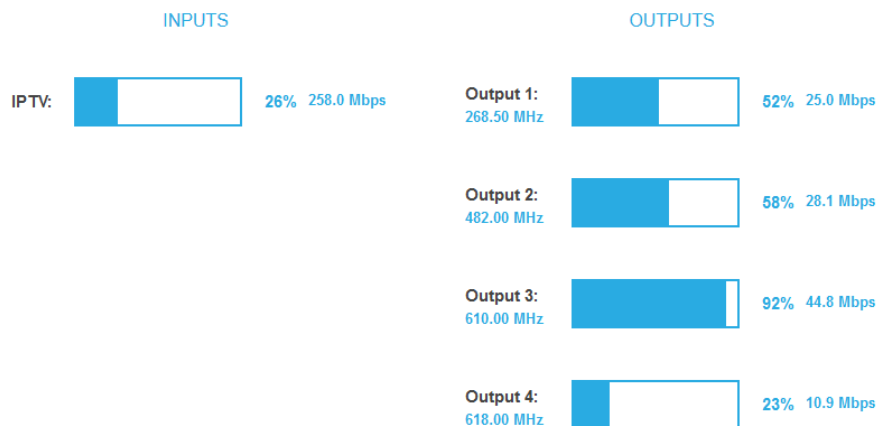 INPUTS
IPTV:
26% 258.0 Mbps
OUTPUTS
Output 1:
268.50 MHz
52% 25.0 Mbps
Output 2:
482.00 MHz
58% 28.1 Mbps
Output 3:
610.00 MHz
92% 44.8 Mbps
Output 4:
618.00 MHz
23% 10.9 Mbps